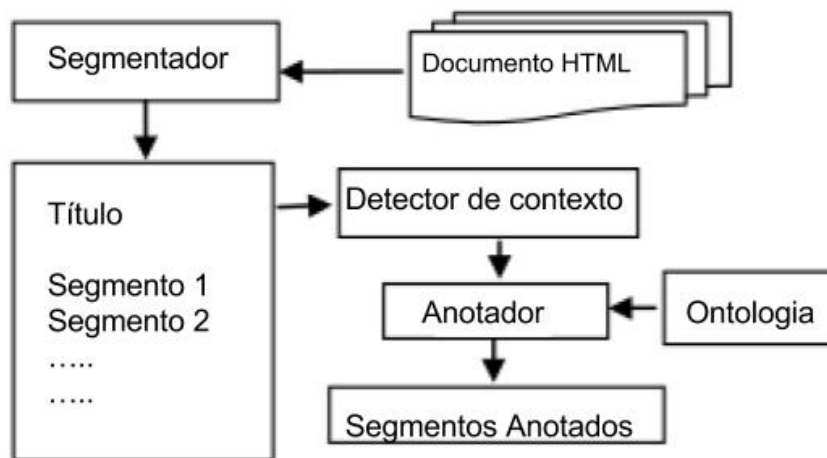 Segmentador
Documento HTML
Título
Segmento 1
Segmento 2
…..
…..
Detector de contexto
Anotador
Ontologia
Segmentos Anotados